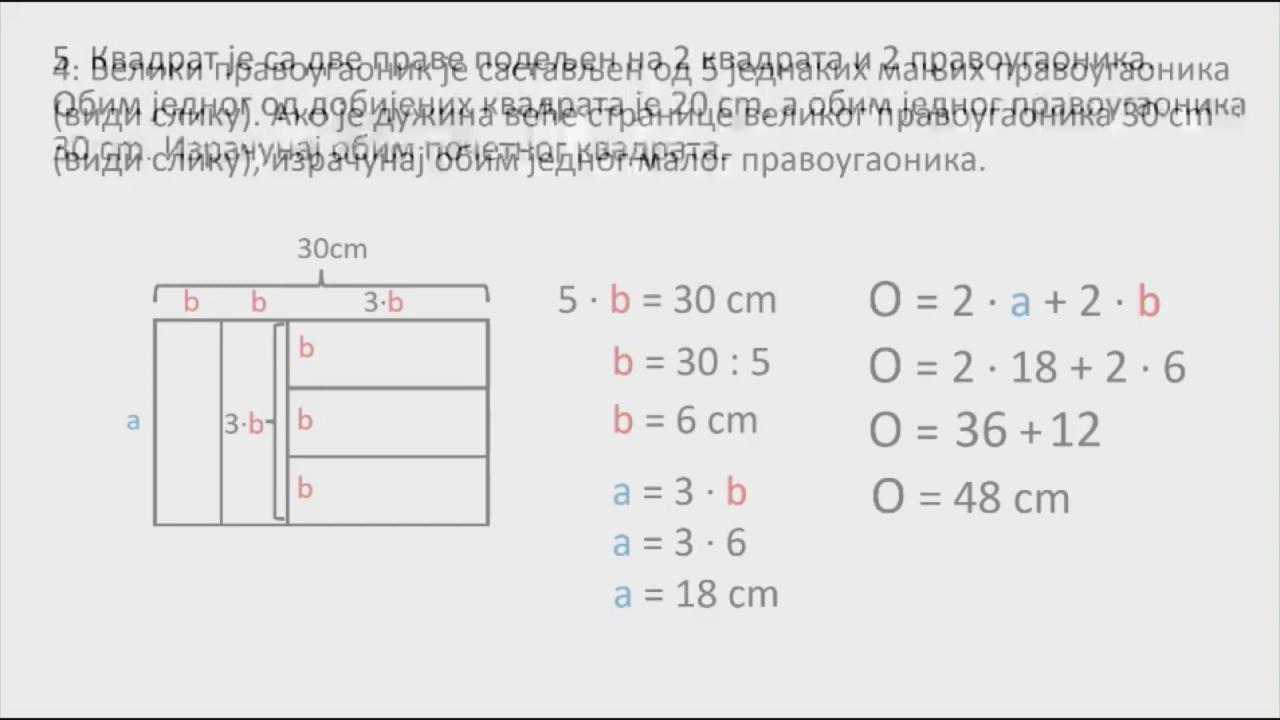 5. Квадрат је са две праве подељен на 2 квадрата и 2 правоугаоника.
Обим једног од добијених квадрата је 20 cm, а обим једног правоугаоника
30 cm. Израчунај обим почетног квадрата.
4. Велики правоугаоник је састављен од 5 једнаких мањих правоугаоника
(види слику). Ако је дужина веће странице великог правоугаоника 30 cm
(види слику), израчунај обим једног малог правоугаоника.
30cm
b b 3·b
b
a 3·b b
b
5 · b = 30 cm
b = 30 : 5
b = 6 cm
a = 3 · b
a = 3 · 6
a = 18 cm
O = 2 · a + 2 · b
O = 2 · 18 + 2 · 6
O = 36 + 12
O = 48 cm